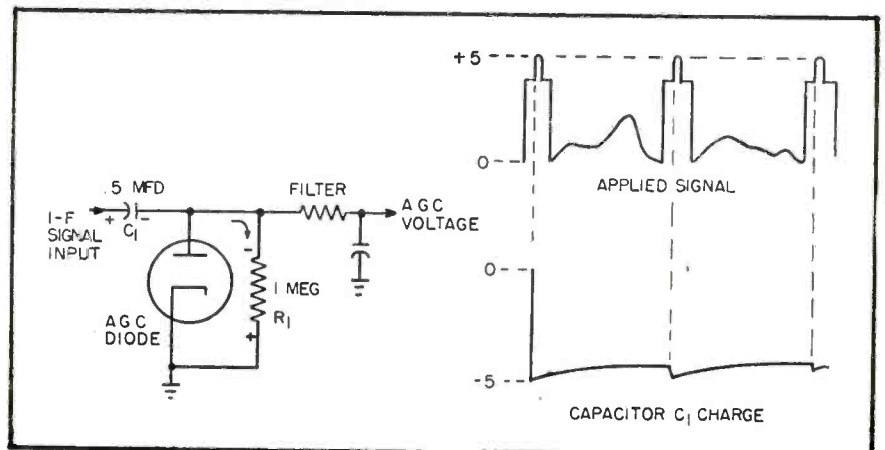 .5 MFD
+ -
C1
I-F
SIGNAL
INPUT
FILTER
AGC
VOLTAGE
-
1 MEG
R1
+
AGC
DIODE
+5
0
APPLIED SIGNAL
0
-5
CAPACITOR C1 CHARGE